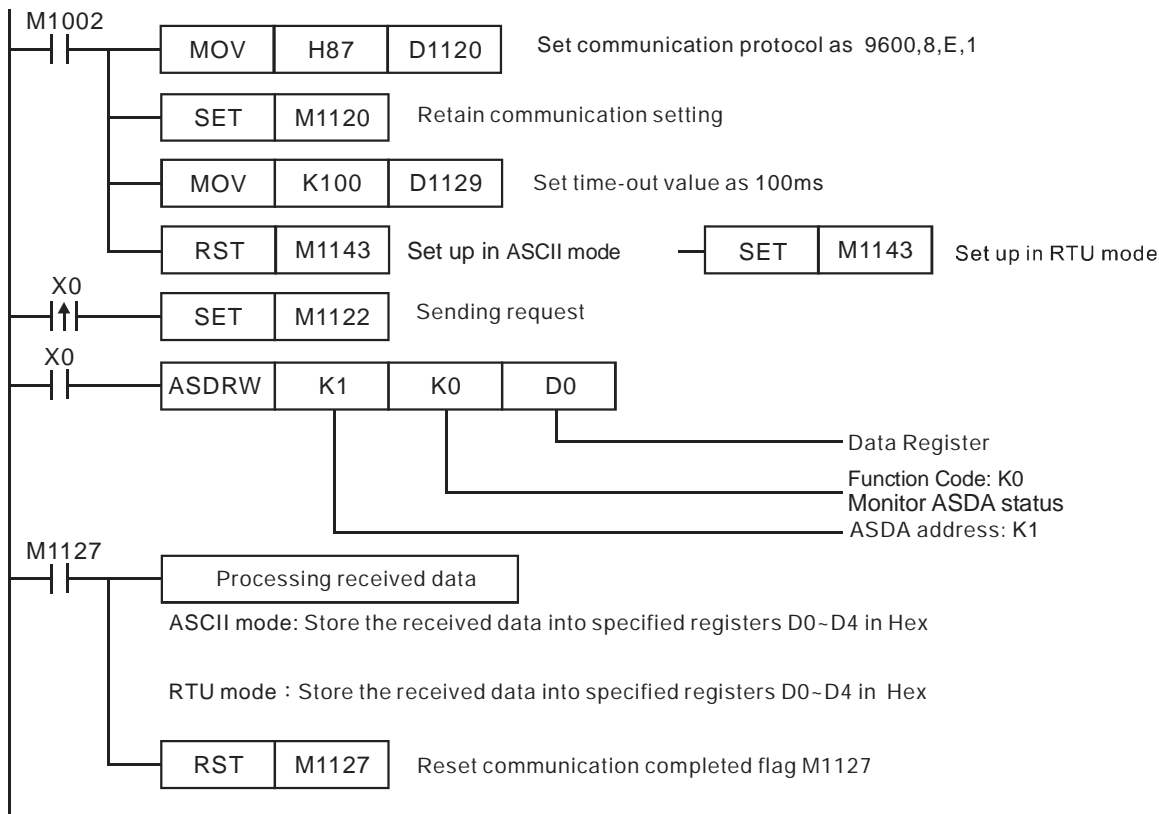 M1002
MOV H87 D1120 Set communication protocol as 9600,8,E,1
SET M1120 Retain communication setting
MOV K100 D1129 Set time-out value as 100ms
RST M1143 Set up in ASCII mode SET M1143 Set up in RTU mode
X0
SET M1122 Sending request
X0
ASDRW K1 K0 D0
Data Register
Function Code: K0
Monitor ASDA status
ASDA address: K1
M1127
Processing received data
ASCII mode: Store the received data into specified registers D0~D4 in Hex
RTU mode：Store the received data into specified registers D0~D4 in Hex
RST M1127 Reset communication completed flag M1127